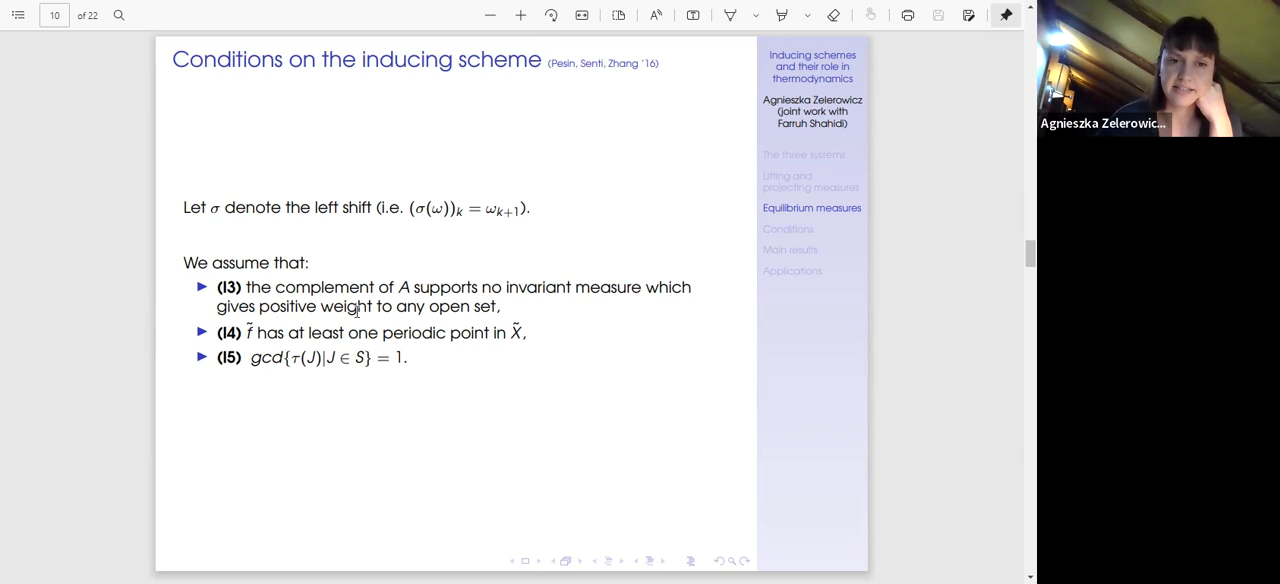 10 of 22
Conditions on the inducing scheme (Pesin, Senti, Zhang ´16)
Let σ denote the left shift (i.e. (σ(ω))ₖ = ωₖ₊₁).
We assume that:
(I3) the complement of A supports no invariant measure which
gives positive weight to any open set,
(I4) f̃ has at least one periodic point in X̃,
(I5) gcd{τ(J)|J ∈ S} = 1.
Inducing schemes
and their role in
thermodynamics
Agnieszka Zelerowicz
(joint work with
Farruh Shahidi)
The three systems
Lifting and
projecting measures
Equilibrium measures
Conditions
Main results
Applications
Agnieszka Zelerowic...